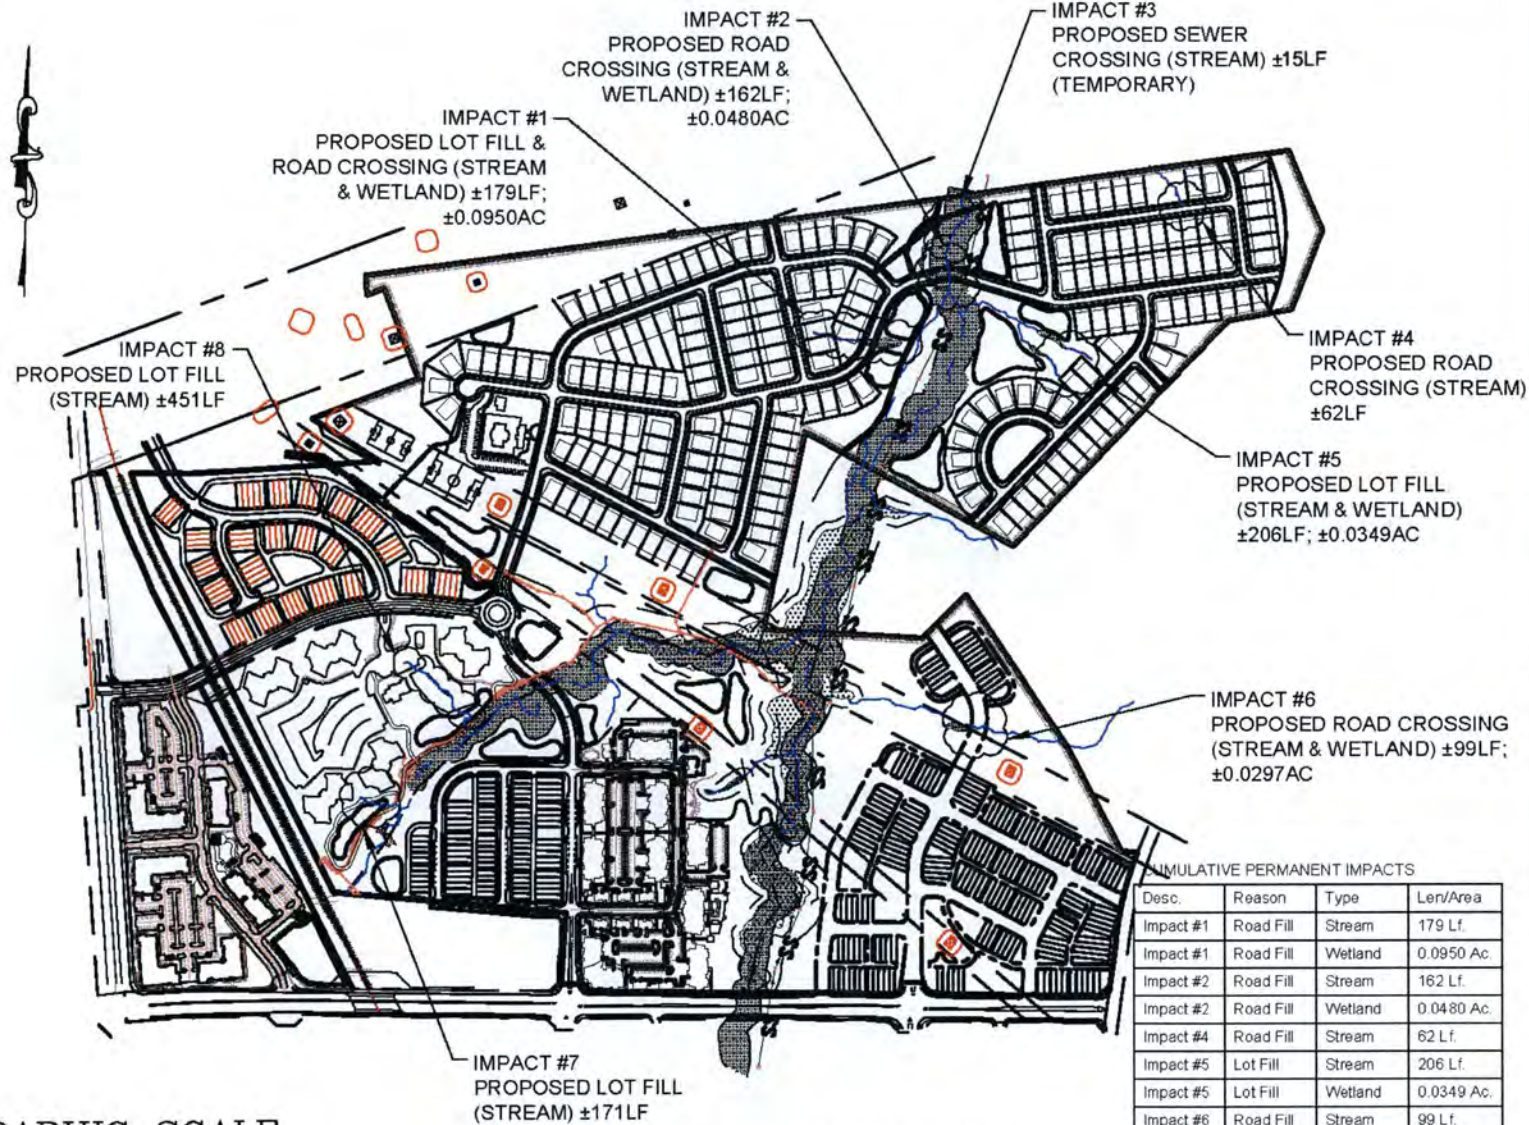 IMPACT #2
PROPOSED ROAD
CROSSING (STREAM &
WETLAND) ±162LF;
±0.0480AC
IMPACT #3
PROPOSED SEWER
CROSSING (STREAM) ±15LF
(TEMPORARY)
IMPACT #1
PROPOSED LOT FILL &
ROAD CROSSING (STREAM
& WETLAND) ±179LF;
±0.0950AC
IMPACT #8
PROPOSED LOT FILL
(STREAM) ±451LF
IMPACT #4
PROPOSED ROAD
CROSSING (STREAM)
±62LF
IMPACT #5
PROPOSED LOT FILL
(STREAM & WETLAND)
±206LF; ±0.0349AC
IMPACT #6
PROPOSED ROAD CROSSING
(STREAM & WETLAND) ±99LF;
±0.0297AC
IMPACT #7
PROPOSED LOT FILL
(STREAM) ±171LF
UMULATIVE PERMANENT IMPACTS
Desc. Reason Type Len/Area
Impact #1 Road Fill Stream 179 Lf.
Impact #1 Road Fill Wetland 0.0950 Ac.
Impact #2 Road Fill Stream 162 Lf.
Impact #2 Road Fill Wetland 0.0480 Ac.
Impact #4 Road Fill Stream 62 Lf.
Impact #5 Lot Fill Stream 206 Lf.
Impact #5 Lot Fill Wetland 0.0349 Ac.
Impact #6 Road Fill Stream 99 Lf.